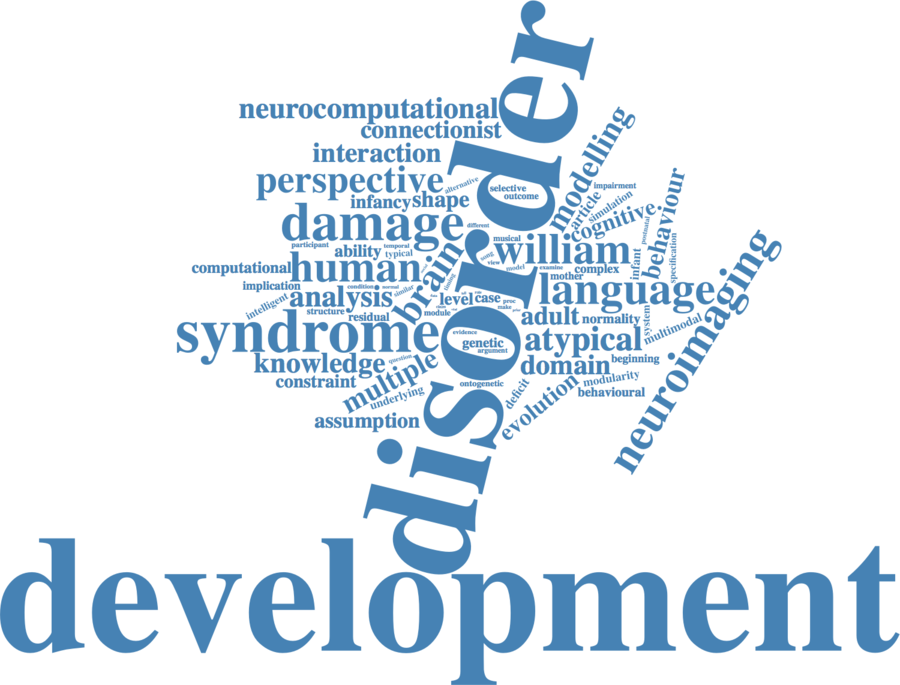 disorder
neurocomputational
connectionist
modelling
interaction
perspective
alternative
selective
outcome
impairment
infancy
shape
article
simulation
cognitive
behaviour
damage
different
participant
temporal
ability
typical
musical
william
postnatal
song
view
computational
human
brain
model
examine
complex
mother
infant
specification
implication
condition
normal
similar
timing
analysis
intelligent
structure
residual
level
case
language
neuroimaging
module
make
adult
normality
system
multimodal
syndrome
evidence
genetic
argument
atypical
knowledge
question
domain
beginning
constraint
multiple
underlying
ontogenetic
deficit
modularity
behavioural
evolution
assumption
development